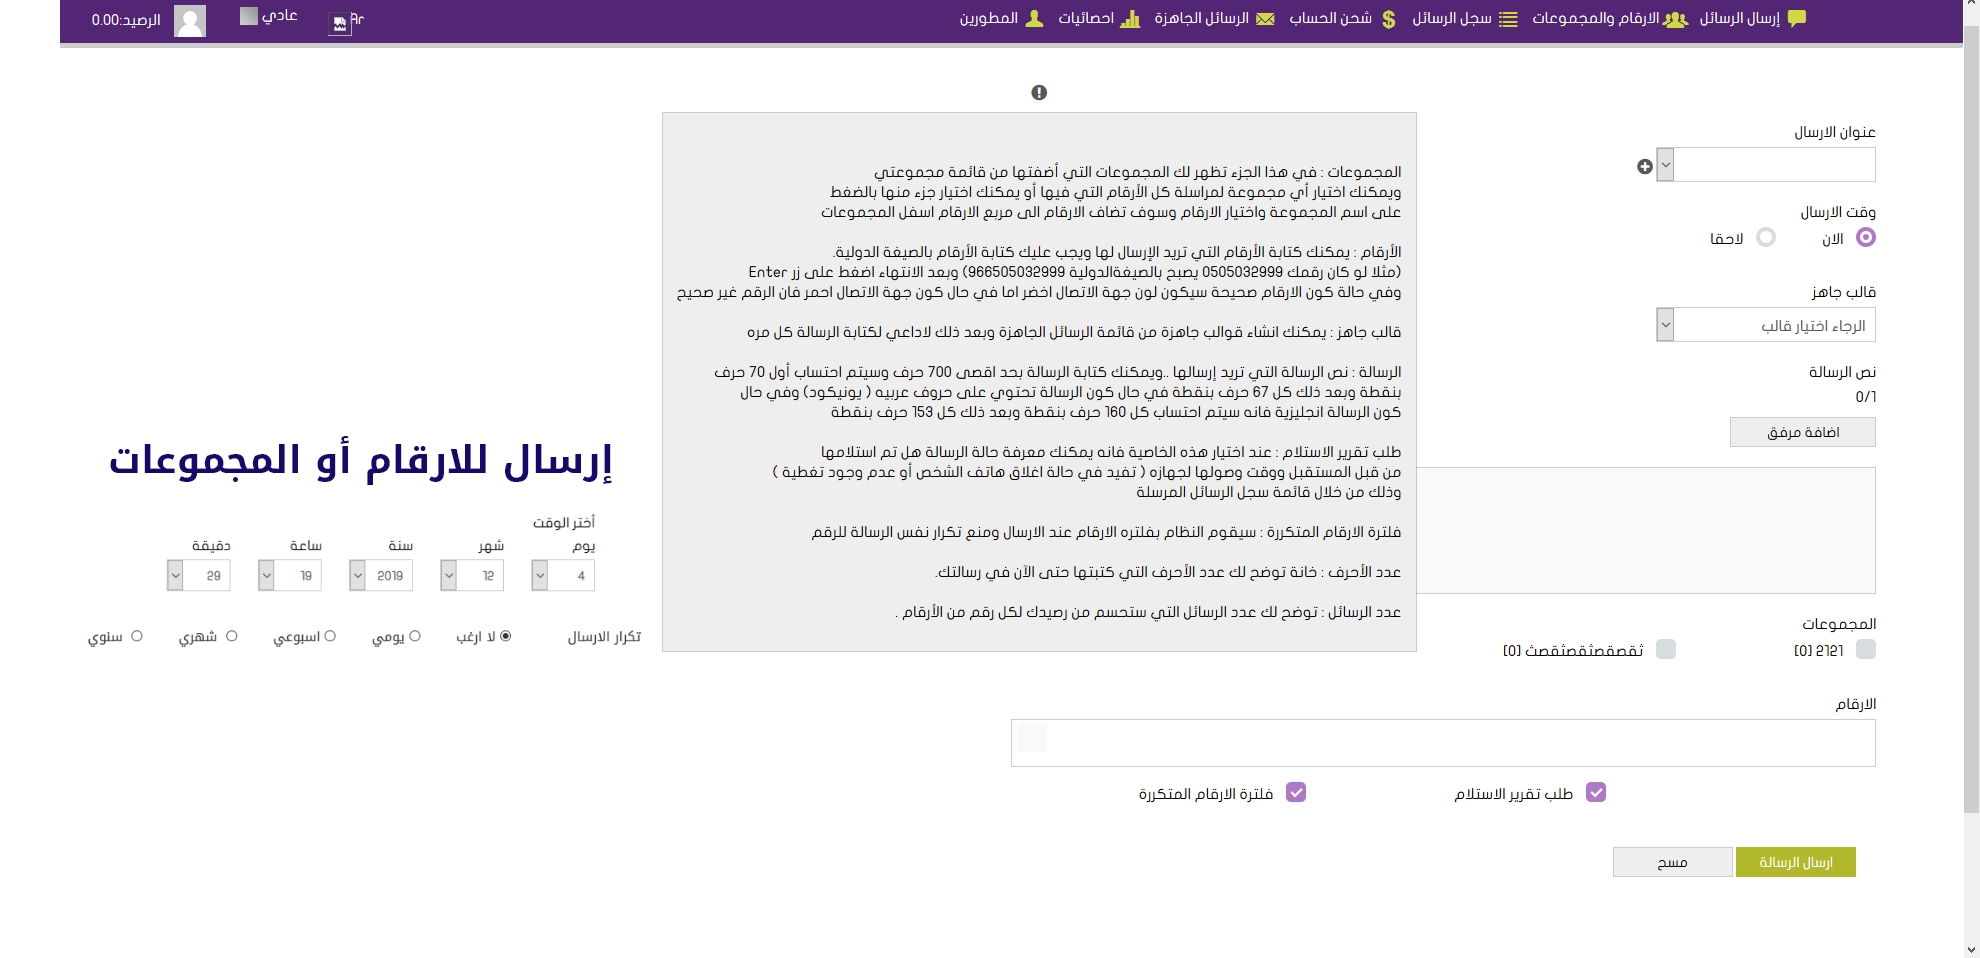 إرسال الرسائل
الارقام والمجموعات
سجل الرسائل
شحن الحساب
الرسائل الجاهزة
احصائيات
المطورين
Ar
عادي
الرصيد:0.00
عنوان الارسال
وقت الارسال
الان
لاحقا
قالب جاهز
الرجاء اختيار قالب
نص الرسالة
0/1
اضافة مرفق
المجموعات : في هذا الجزء تظهر لك المجموعات التي أضفتها من قائمة مجموعتي
ويمكنك اختيار أي مجموعة لمراسلة كل الأرقام التي فيها أو يمكنك اختيار جزء منها بالضغط
على اسم المجموعة واختيار الارقام وسوف تضاف الارقام الى مربع الارقام اسفل المجموعات
الأرقام : يمكنك كتابة الأرقام التي تريد الإرسال لها ويجب عليك كتابة الأرقام بالصيغة الدولية.
(مثلا لو كان رقمك 0505032999 يصبح بالصيغةالدولية 966505032999) وبعد الانتهاء اضغط على زر Enter
وفي حالة كون الارقام صحيحة سيكون لون جهة الاتصال اخضر اما في حال كون جهة الاتصال احمر فان الرقم غير صحيح
قالب جاهز : يمكنك انشاء قوالب جاهزة من قائمة الرسائل الجاهزة وبعد ذلك لاداعي لكتابة الرسالة كل مره
الرسالة : نص الرسالة التي تريد إرسالها ..ويمكنك كتابة الرسالة بحد اقصى 700 حرف وسيتم احتساب أول 70 حرف
بنقطة وبعد ذلك كل 67 حرف بنقطة في حال كون الرسالة تحتوي على حروف عربيه ( يونيكود) وفي حال
كون الرسالة انجليزية فانه سيتم احتساب كل 160 حرف بنقطة وبعد ذلك كل 153 حرف بنقطة
طلب تقرير الاستلام : عند اختيار هذه الخاصية فانه يمكنك معرفة حالة الرسالة هل تم استلامها
من قبل المستقبل ووقت وصولها لجهازه ( تفيد في حالة اغلاق هاتف الشخص أو عدم وجود تغطية )
وذلك من خلال قائمة سجل الرسائل المرسلة
فلترة الارقام المتكررة : سيقوم النظام بفلتره الارقام عند الارسال ومنع تكرار نفس الرسالة للرقم
عدد الأحرف : خانة توضح لك عدد الأحرف التي كتبتها حتى الآن في رسالتك.
عدد الرسائل : توضح لك عدد الرسائل التي ستحسم من رصيدك لكل رقم من الأرقام .
إرسال للارقام أو المجموعات
أختر الوقت
يوم شهر سنة ساعة دقيقة
4 12 2019 19 29
تكرار الارسال لا ارغب يومي اسبوعي شهري سنوي
المجموعات
2121 [0]
ثقصقصثقصثقصث [0]
الارقام
طلب تقرير الاستلام
فلترة الارقام المتكررة
ارسال الرسالة
مسح